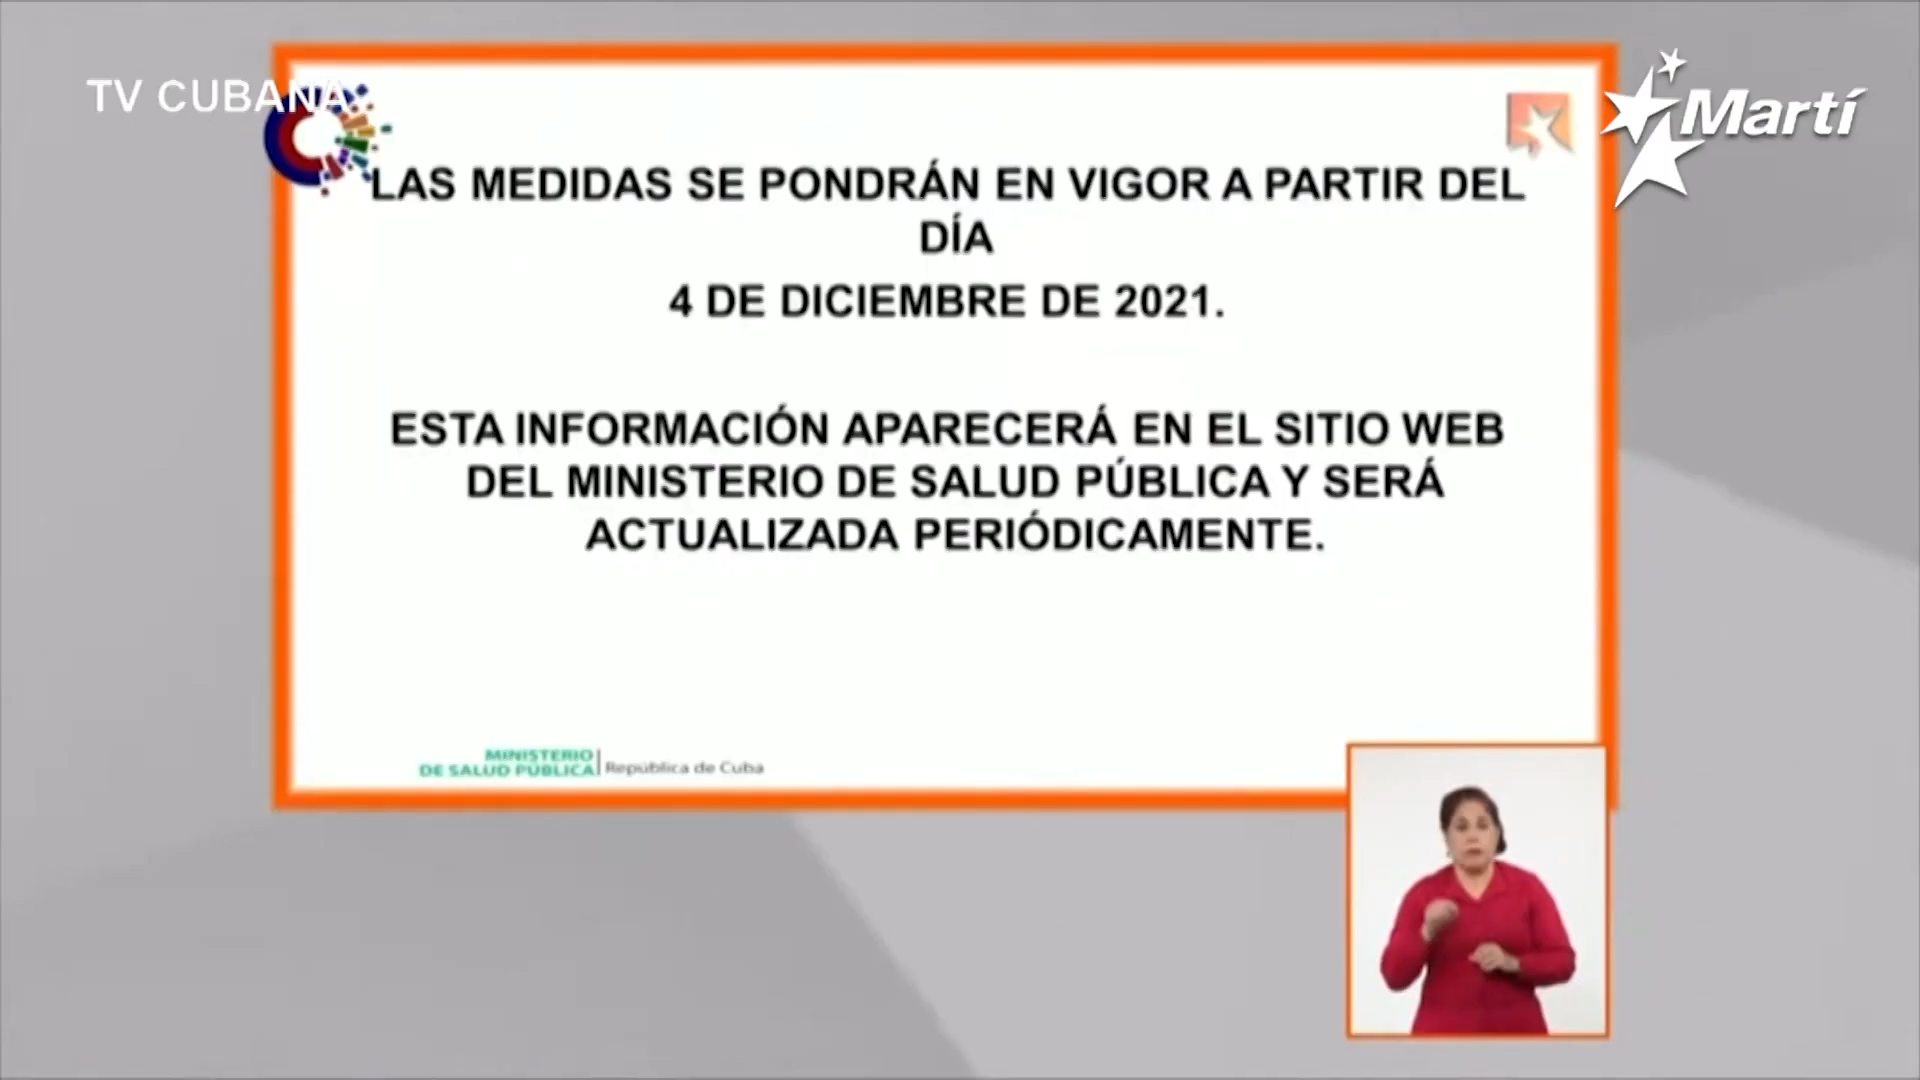 TV CUBANA
Martí
LAS MEDIDAS SE PONDRÁN EN VIGOR A PARTIR DEL
DÍA
4 DE DICIEMBRE DE 2021.
ESTA INFORMACIÓN APARECERÁ EN EL SITIO WEB
DEL MINISTERIO DE SALUD PÚBLICA Y SERÁ
ACTUALIZADA PERIÓDICAMENTE.
MINISTERIO
DE SALUD PÚBLICA República de Cuba